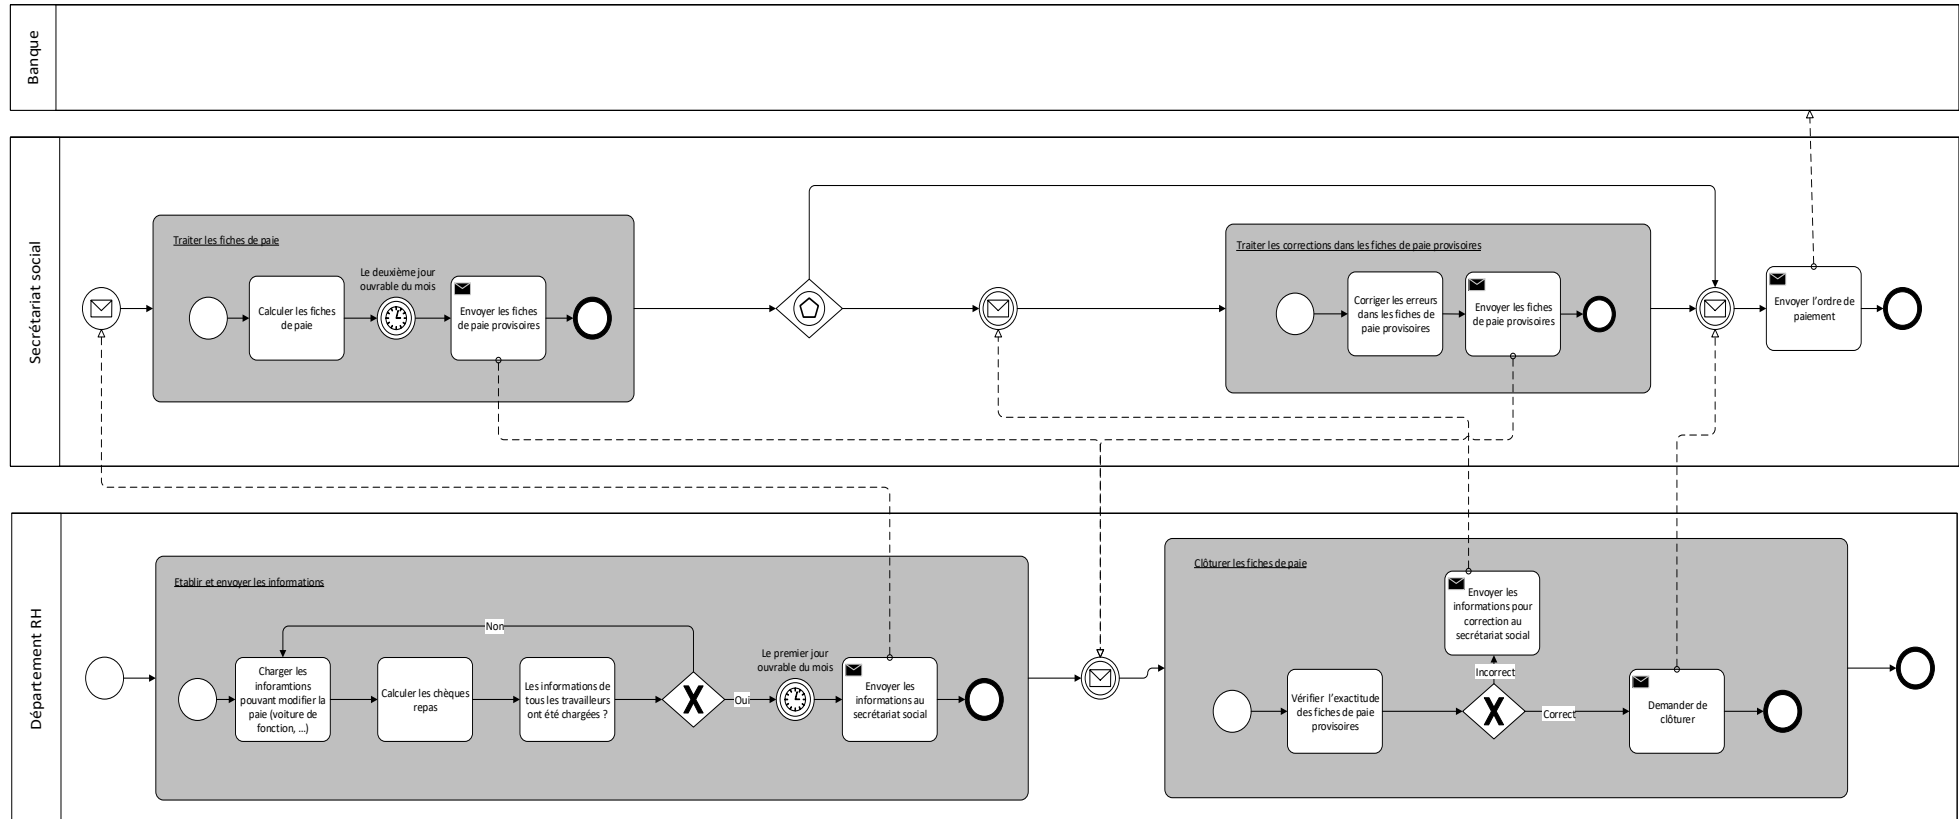 Banque
Secrétariat social
Traiter les fiches de paie
Calculer les fiches
de paie
Le deuxième jour
ouvrable du mois
Envoyer les fiches
de paie provisoires
Traiter les corrections dans les fiches de paie provisoires
Corriger les erreurs
dans les fiches de
paie provisoires
Envoyer les fiches
de paie provisoires
Envoyer l'ordre de
paiement
Département RH
Etablir et envoyer les informations
Non
Charger les
inforamtions
pouvant modifier la
paie (voiture de
fonction, ...)
Calculer les chèques
repas
Les informations de
tous les travailleurs
ont été chargées ?
Oui
Le premier jour
ouvrable du mois
Envoyer les
informations au
secrétariat social
Clôturer les fiches de paie
Vérifier l'exactitude
des fiches de paie
provisoires
Envoyer les
informations pour
correction au
secrétariat social
Incorrect
Correct
Demander de
clôturer